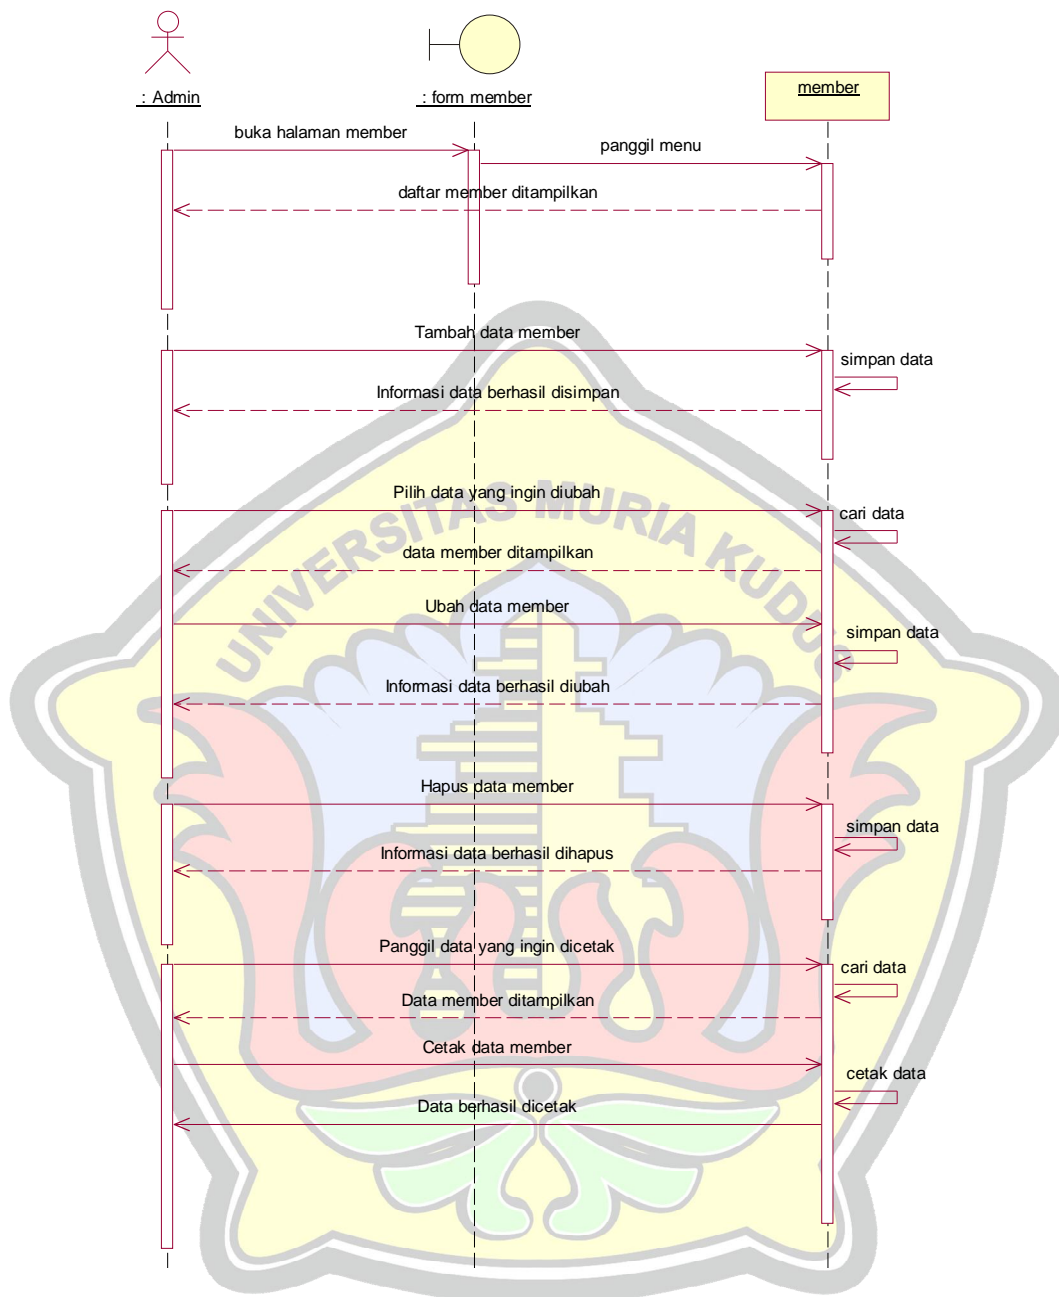 : Admin
: form member
member
buka halaman member
panggil menu
daftar member ditampilkan
Tambah data member
simpan data
Informasi data berhasil disimpan
Pilih data yang ingin diubah
cari data
UNIVERSITAS MURIA KUDUS
data member ditampilkan
Ubah data member
simpan data
Informasi data berhasil diubah
Hapus data member
simpan data
Informasi data berhasil dihapus
Panggil data yang ingin dicetak
cari data
Data member ditampilkan
Cetak data member
cetak data
Data berhasil dicetak